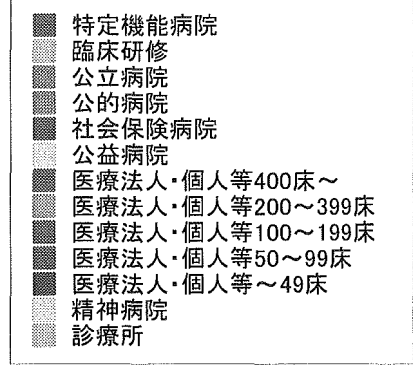 特定機能病院
臨床研修
公立病院
公的病院
社会保険病院
公益病院
医療法人・個人等400床～
医療法人・個人等200～399床
医療法人・個人等100～199床
医療法人・個人等50～99床
医療法人・個人等～49床
精神病院
診療所